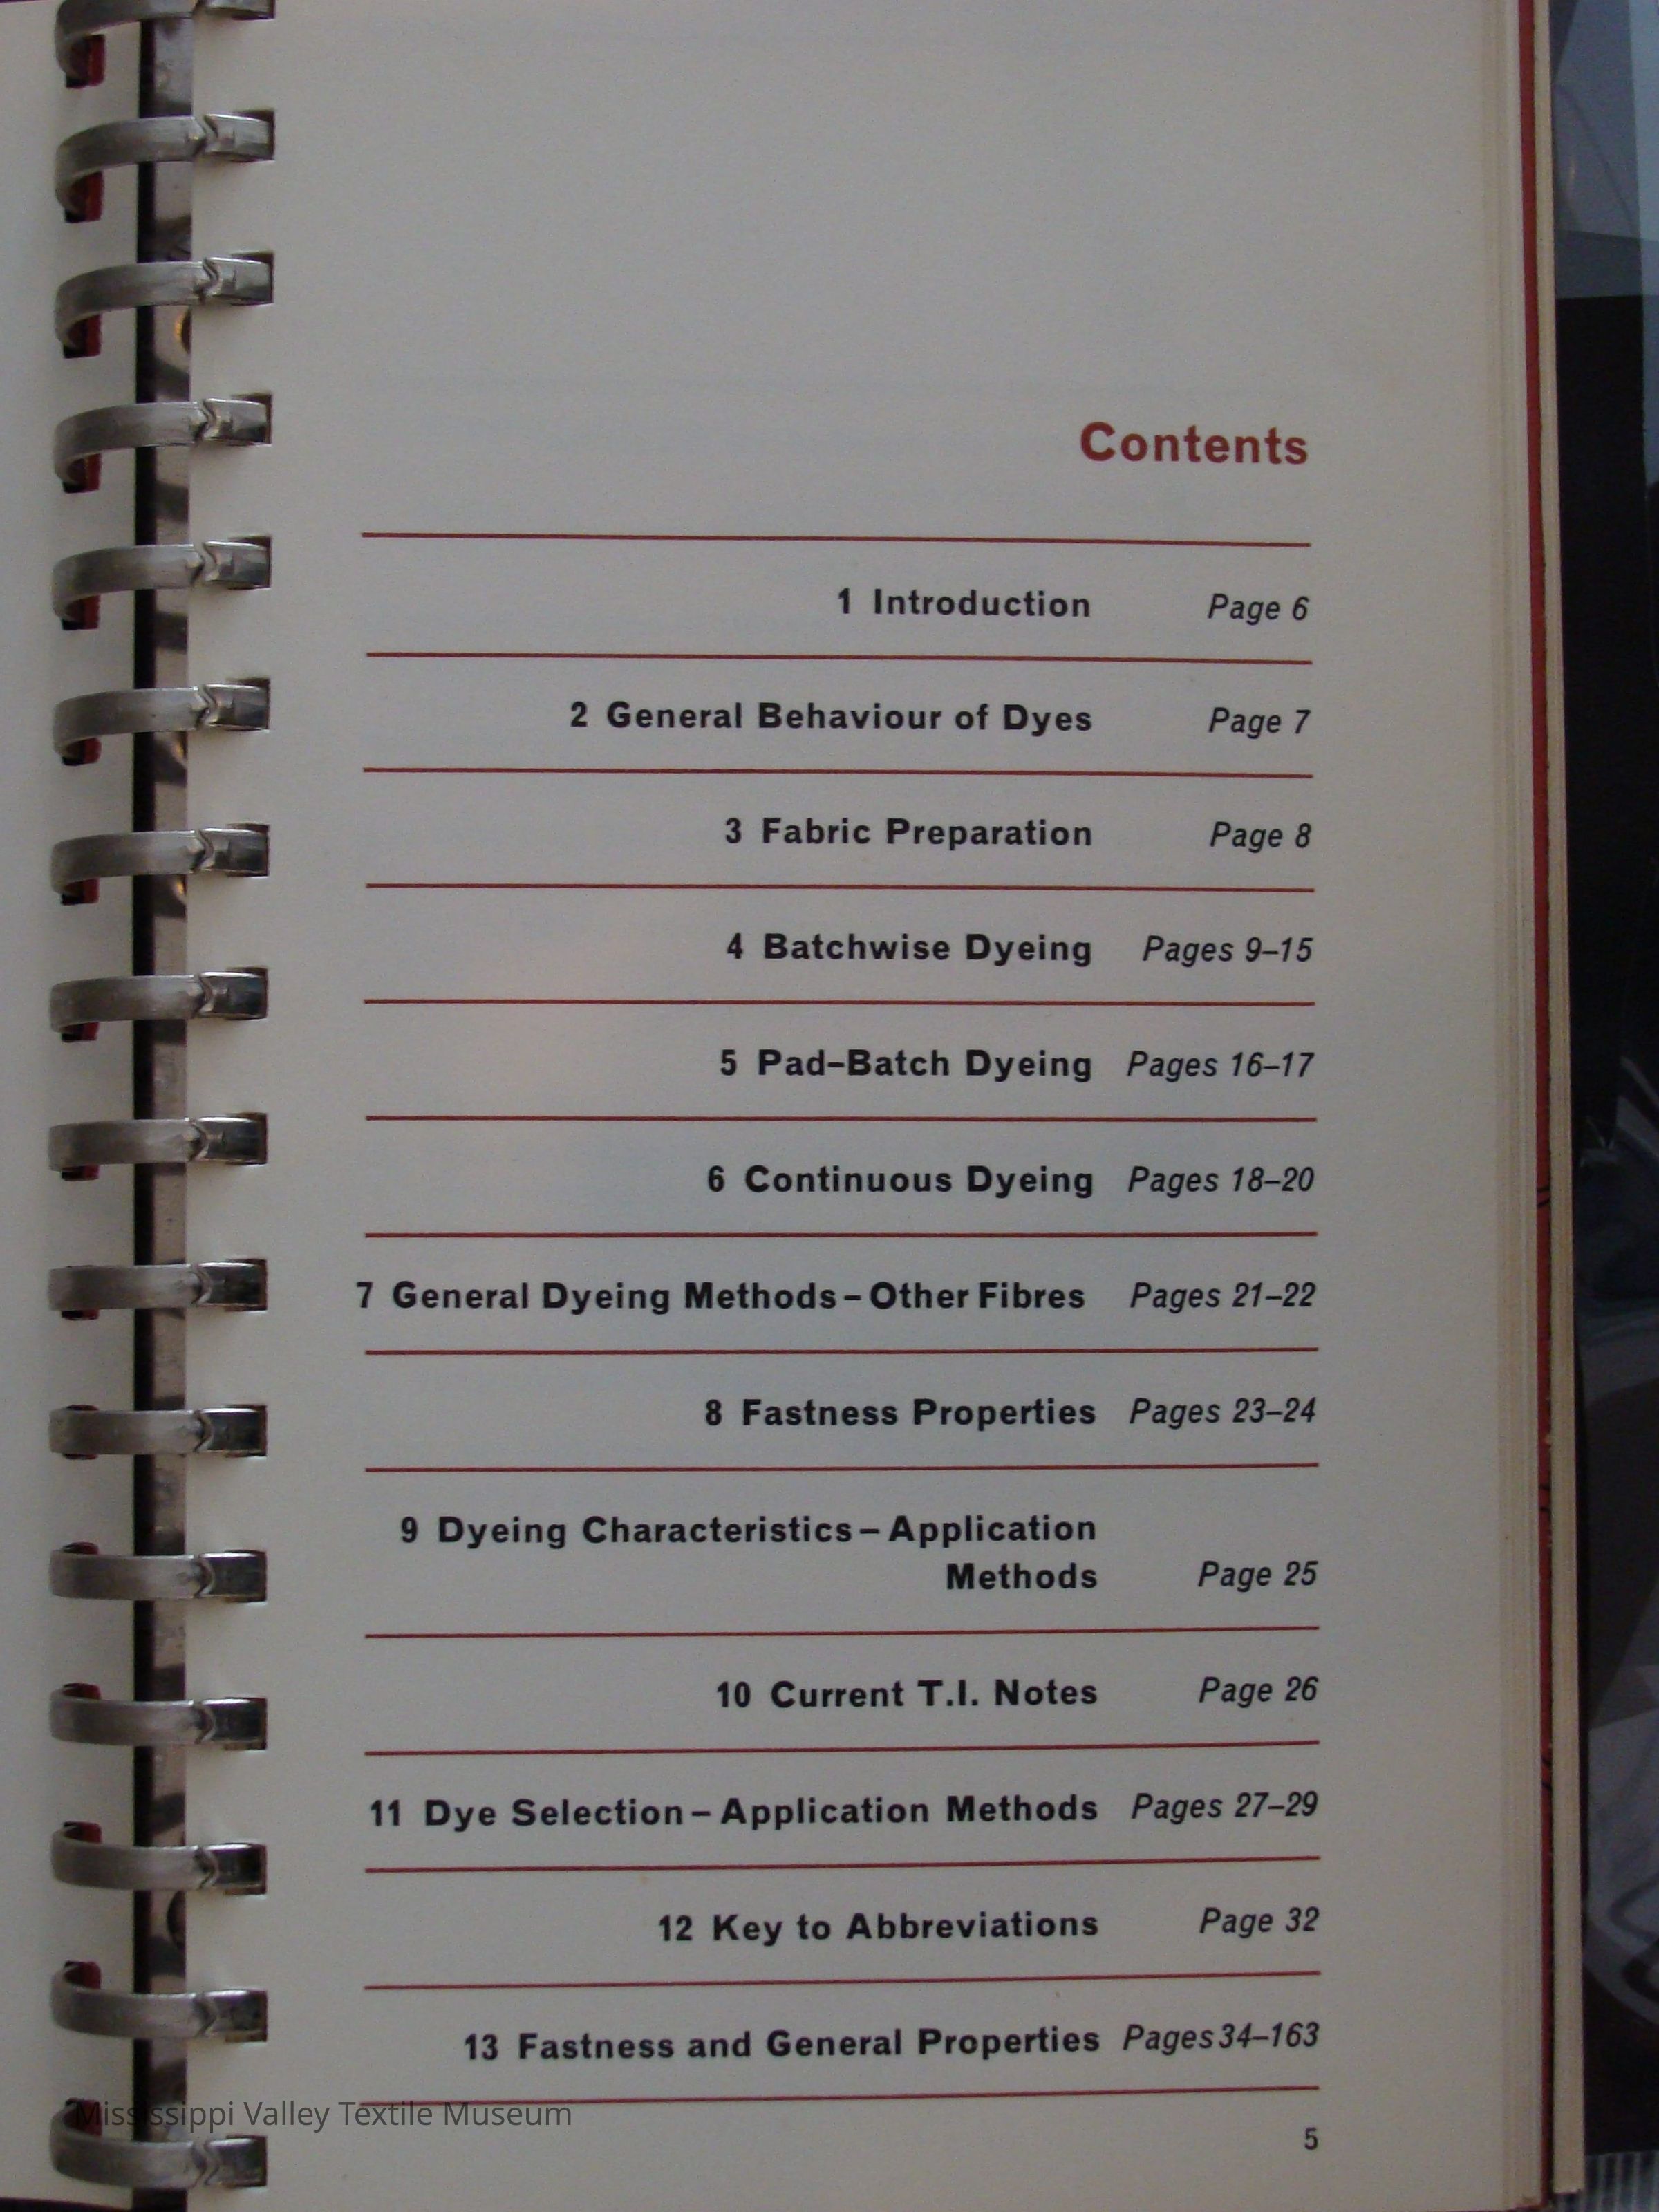 Contents
1 Introduction Page 6
2 General Behaviour of Dyes Page 7
3 Fabric Preparation Page 8
4 Batchwise Dyeing Pages 9–15
5 Pad–Batch Dyeing Pages 16–17
6 Continuous Dyeing Pages 18–20
7 General Dyeing Methods – Other Fibres Pages 21–22
8 Fastness Properties Pages 23–24
9 Dyeing Characteristics – Application
Methods Page 25
10 Current T.I. Notes Page 26
11 Dye Selection – Application Methods Pages 27–29
12 Key to Abbreviations Page 32
13 Fastness and General Properties Pages 34–163
Mississippi Valley Textile Museum
5